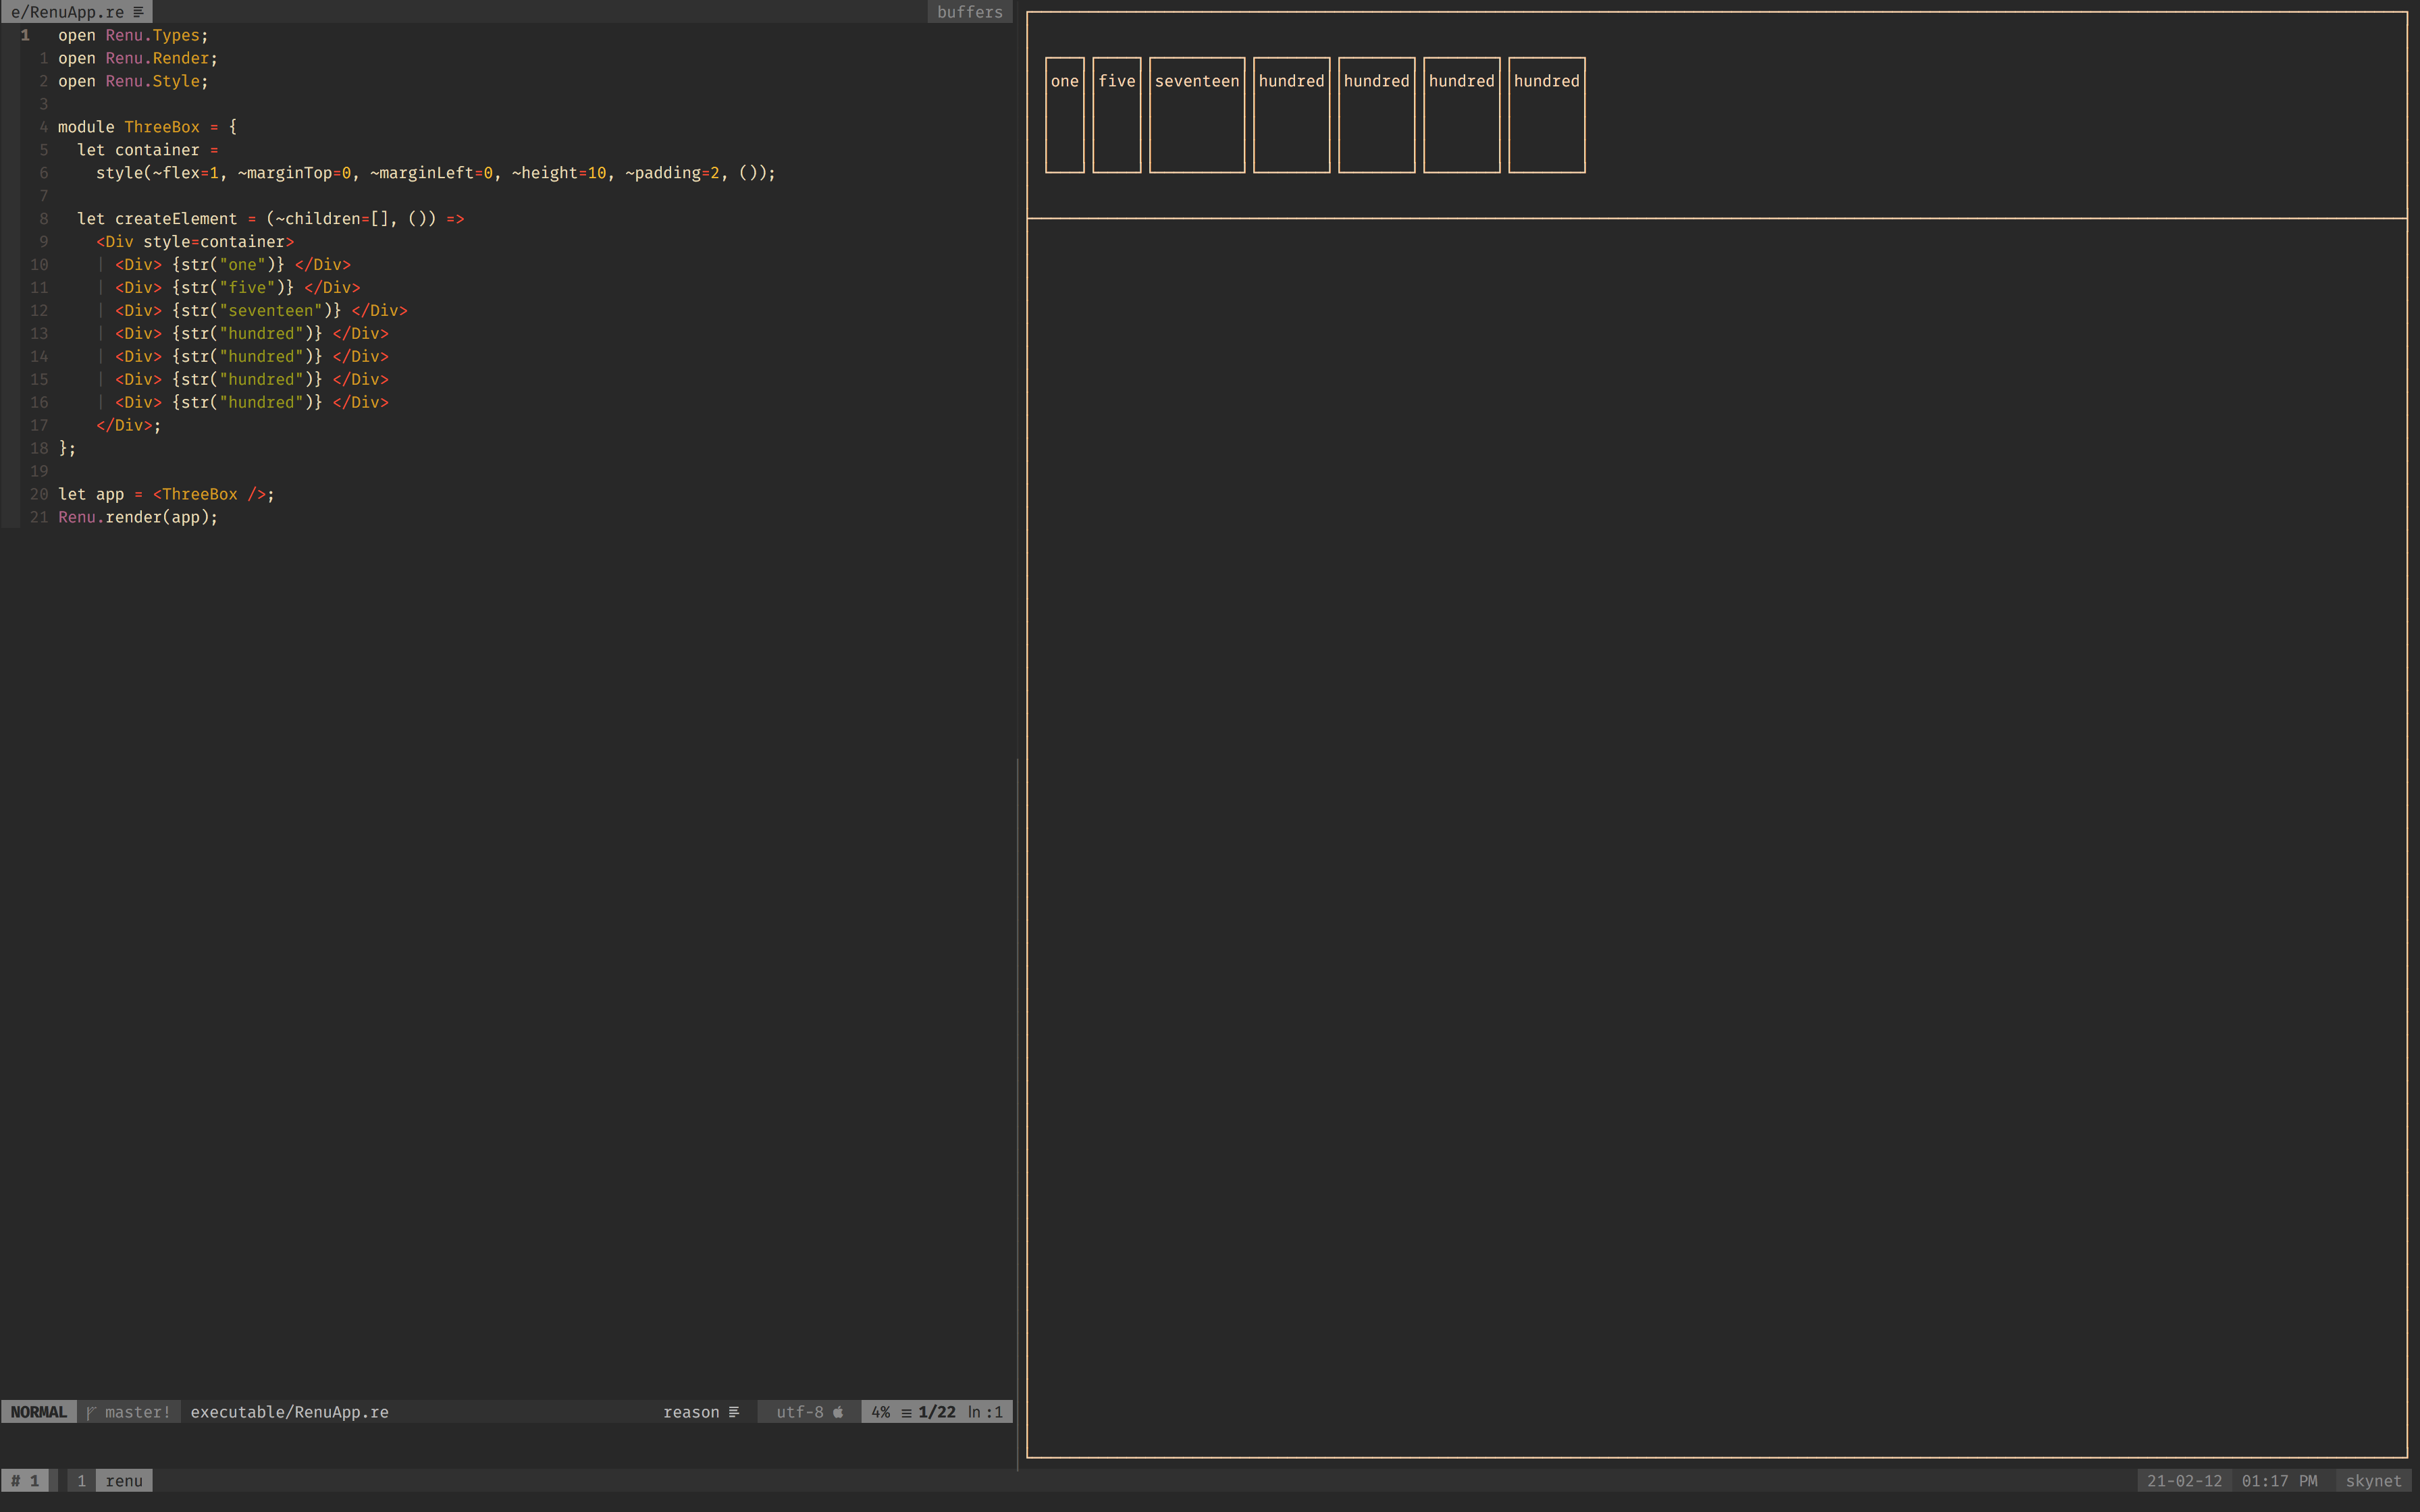 e/RenuApp.re buffers
1 open Renu.Types;
1 open Renu.Render;
2 open Renu.Style;
3
4 module ThreeBox = {
5 let container =
6 style(~flex=1, ~marginTop=0, ~marginLeft=0, ~height=10, ~padding=2, ());
7
8 let createElement = (~children=[], ()) =>
9 <Div style=container>
10 | <Div> {str("one")} </Div>
11 | <Div> {str("five")} </Div>
12 | <Div> {str("seventeen")} </Div>
13 | <Div> {str("hundred")} </Div>
14 | <Div> {str("hundred")} </Div>
15 | <Div> {str("hundred")} </Div>
16 | <Div> {str("hundred")} </Div>
17 </Div>;
18 };
19
20 let app = <ThreeBox />;
21 Renu.render(app);
NORMAL master! executable/RenuApp.re reason utf-8 4% ≡ 1/22 ln :1
one five seventeen hundred hundred hundred hundred
# 1 1 renu 21-02-12 01:17 PM skynet